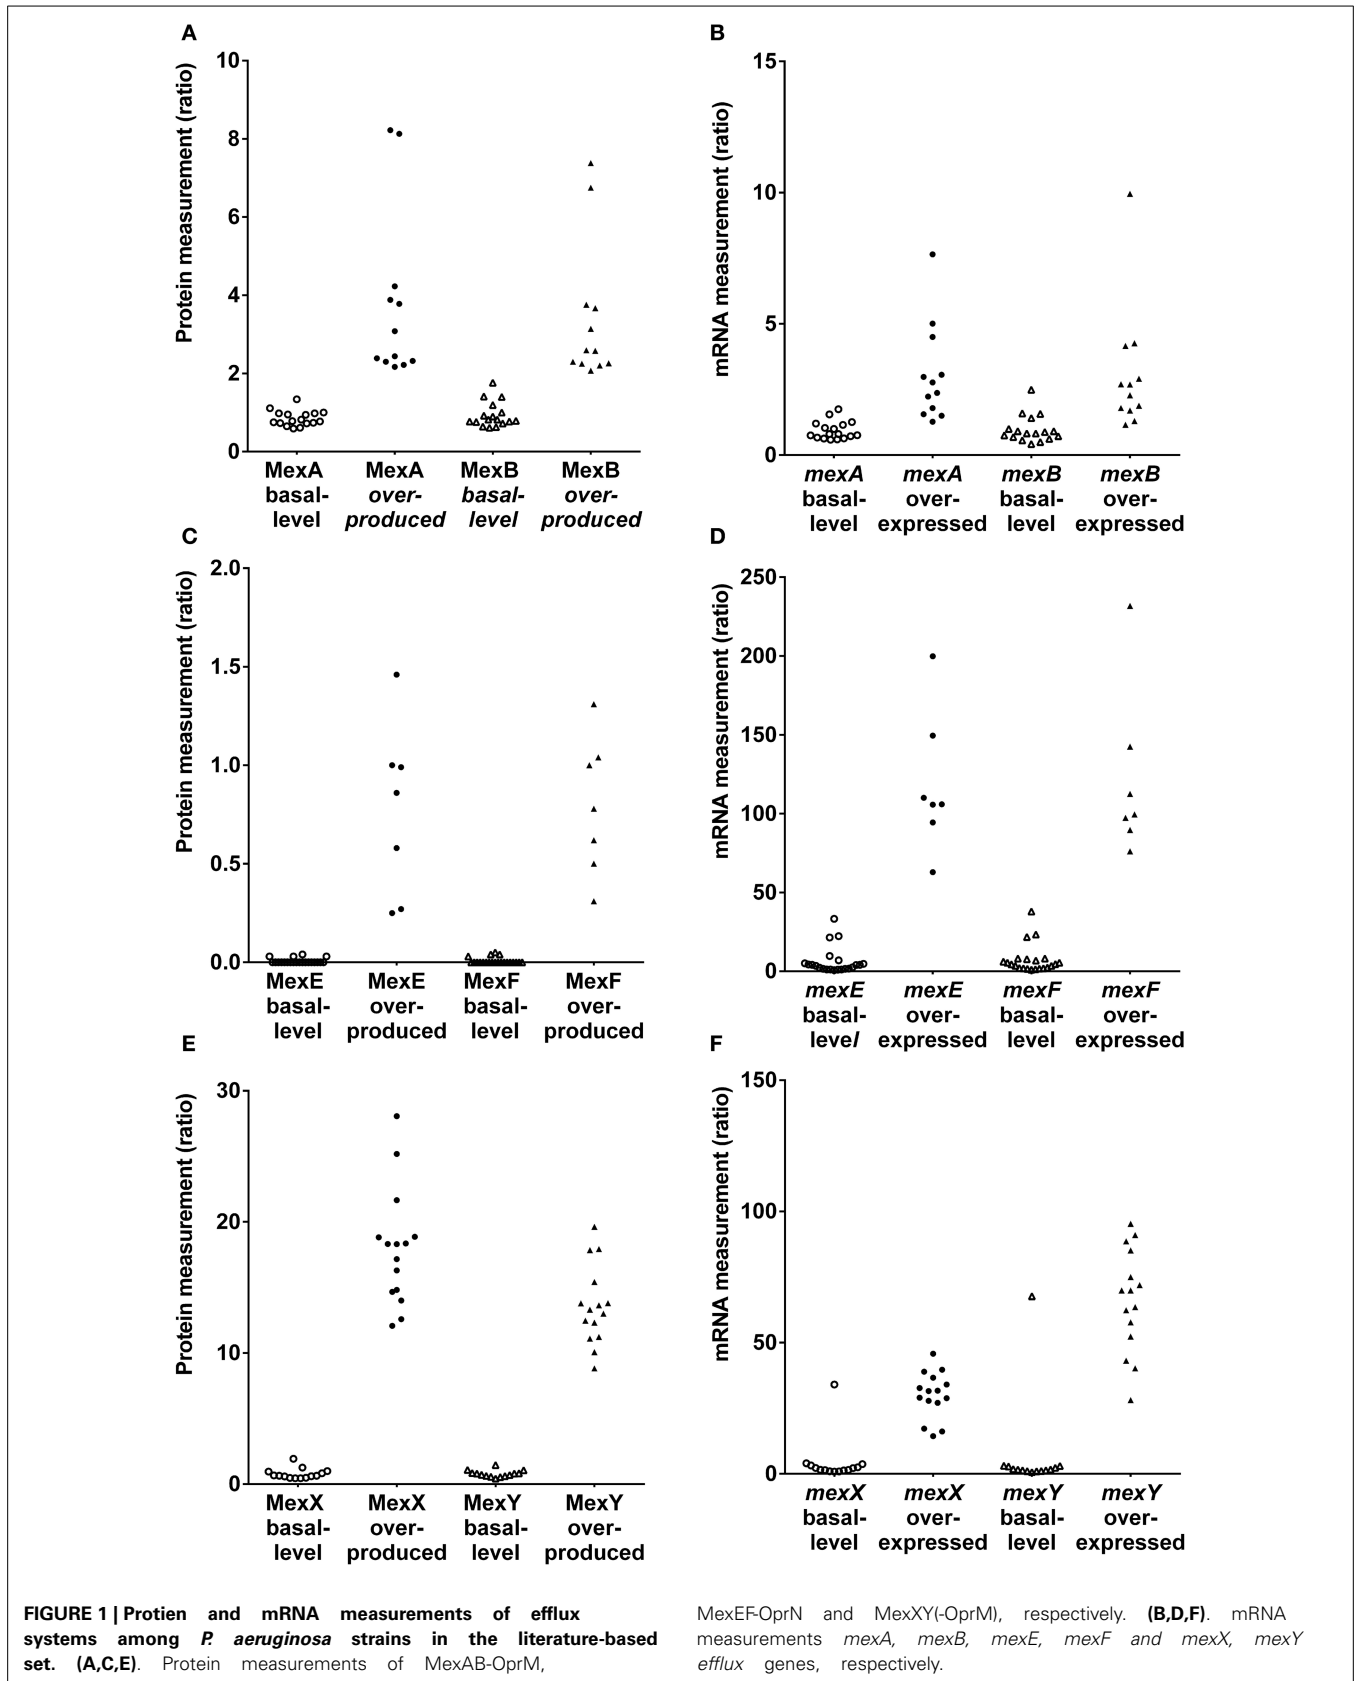 A
Protein measurement (ratio)
10
8
6
4
2
0
MexA MexA MexB MexB
basal- over- basal- over-
level produced level produced
B
mRNA measurement (ratio)
15
10
5
0
mexA mexA mexB mexB
basal- over- basal- over-
level expressed level expressed
C
Protein measurement (ratio)
2.0
1.5
1.0
0.5
0.0
MexE MexE MexF MexF
basal- over- basal- over-
level produced level produced
D
mRNA measurement (ratio)
250
200
150
100
50
0
mexE mexE mexF mexF
basal- over- basal- over-
level expressed level expressed
E
Protein measurement (ratio)
30
20
10
0
MexX MexX MexY MexY
basal- over- basal- over-
level produced level produced
F
mRNA measurement (ratio)
150
100
50
0
mexX mexX mexY mexY
basal- over- basal- over-
level expressed level expressed
FIGURE 1 | Protien and mRNA measurements of efflux
systems among P. aeruginosa strains in the literature-based
set. (A,C,E). Protein measurements of MexAB-OprM,
MexEF-OprN and MexXY(-OprM), respectively. (B,D,F). mRNA
measurements mexA, mexB, mexE, mexF and mexX, mexY
efflux genes, respectively.